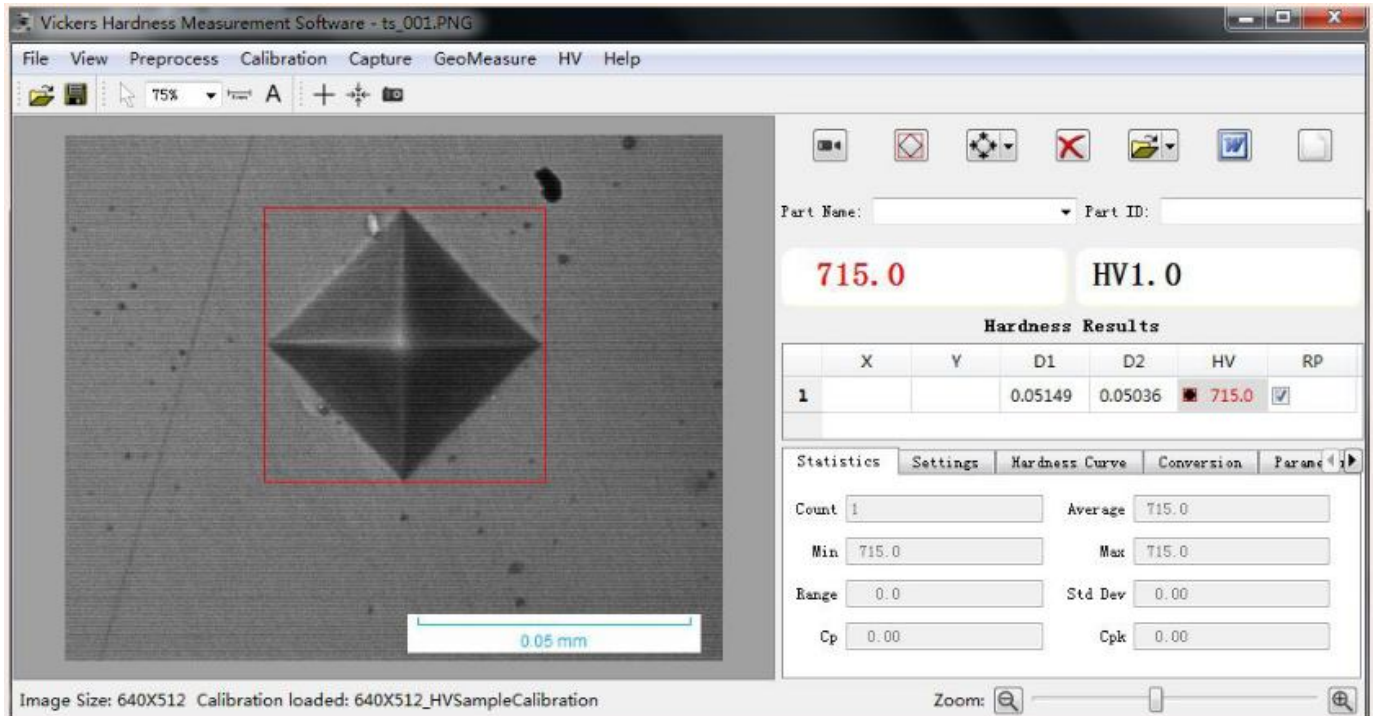 Vickers Hardness Measurement Software - ts_001.PNG
File View Preprocess Calibration Capture GeoMeasure HV Help
75% A
Part Name: Part ID:
715.0 HV1.0
Hardness Results
X Y D1 D2 HV RP
1 0.05149 0.05036 715.0
Statistics Settings Hardness Curve Conversion
Count 1 Average 715.0
Min 715.0 Max 715.0
Range 0.0 Std Dev 0.00
Cp 0.00 Cpk 0.00
0.05 mm
Image Size: 640X512 Calibration loaded: 640X512_HVSampleCalibration Zoom: